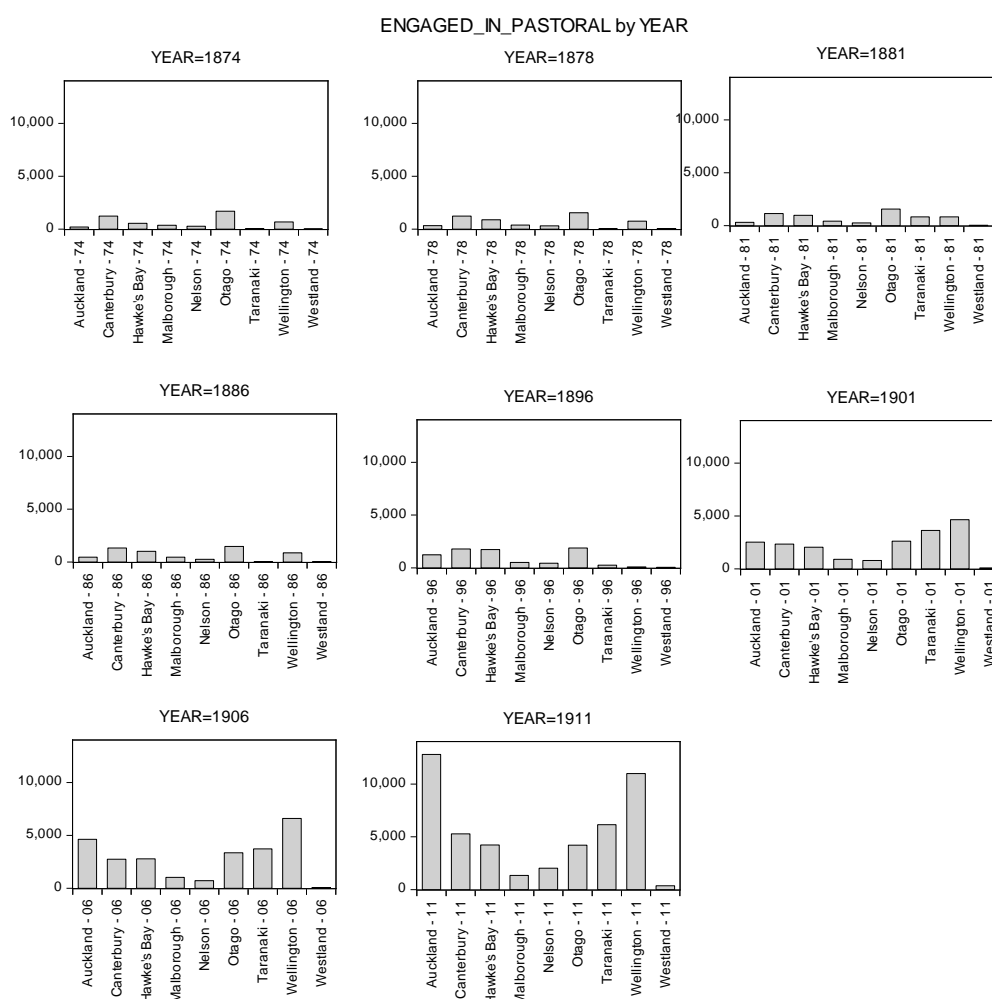 ENGAGED_IN_PASTORAL by YEAR
YEAR=1874
10,000
5,000
0
Auckland - 74
Canterbury - 74
Hawke's Bay - 74
Malborough - 74
Nelson - 74
Otago - 74
Taranaki - 74
Wellington - 74
Westland - 74
YEAR=1878
10,000
5,000
0
Auckland - 78
Canterbury - 78
Hawke's Bay - 78
Malborough - 78
Nelson - 78
Otago - 78
Taranaki - 78
Wellington - 78
Westland - 78
YEAR=1881
10,000
5,000
0
Auckland - 81
Canterbury - 81
Hawke's Bay - 81
Malborough - 81
Nelson - 81
Otago - 81
Taranaki - 81
Wellington - 81
Westland - 81
YEAR=1886
10,000
5,000
0
Auckland - 86
Canterbury - 86
Hawke's Bay - 86
Malborough - 86
Nelson - 86
Otago - 86
Taranaki - 86
Wellington - 86
Westland - 86
YEAR=1896
10,000
5,000
0
Auckland - 96
Canterbury - 96
Hawke's Bay - 96
Malborough - 96
Nelson - 96
Otago - 96
Taranaki - 96
Wellington - 96
Westland - 96
YEAR=1901
10,000
5,000
0
Auckland - 01
Canterbury - 01
Hawke's Bay - 01
Malborough - 01
Nelson - 01
Otago - 01
Taranaki - 01
Wellington - 01
Westland - 01
YEAR=1906
10,000
5,000
0
Auckland - 06
Canterbury - 06
Hawke's Bay - 06
Malborough - 06
Nelson - 06
Otago - 06
Taranaki - 06
Wellington - 06
Westland - 06
YEAR=1911
10,000
5,000
0
Auckland - 11
Canterbury - 11
Hawke's Bay - 11
Malborough - 11
Nelson - 11
Otago - 11
Taranaki - 11
Wellington - 11
Westland - 11